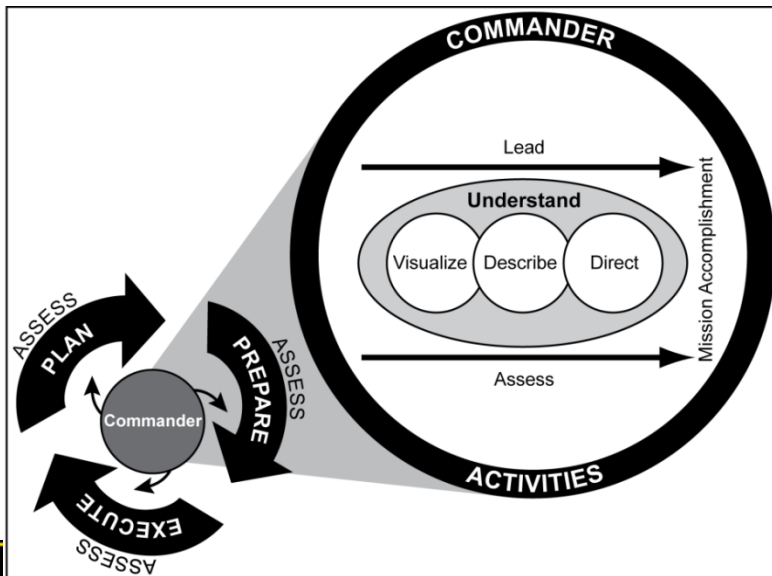 COMMANDER
Lead
Understand
Visualize
Describe
Direct
Mission Accomplishment
Assess
ACTIVITIES
ASSESS
PLAN
PREPARE
ASSESS
Commander
EXECUTE
ASSESS